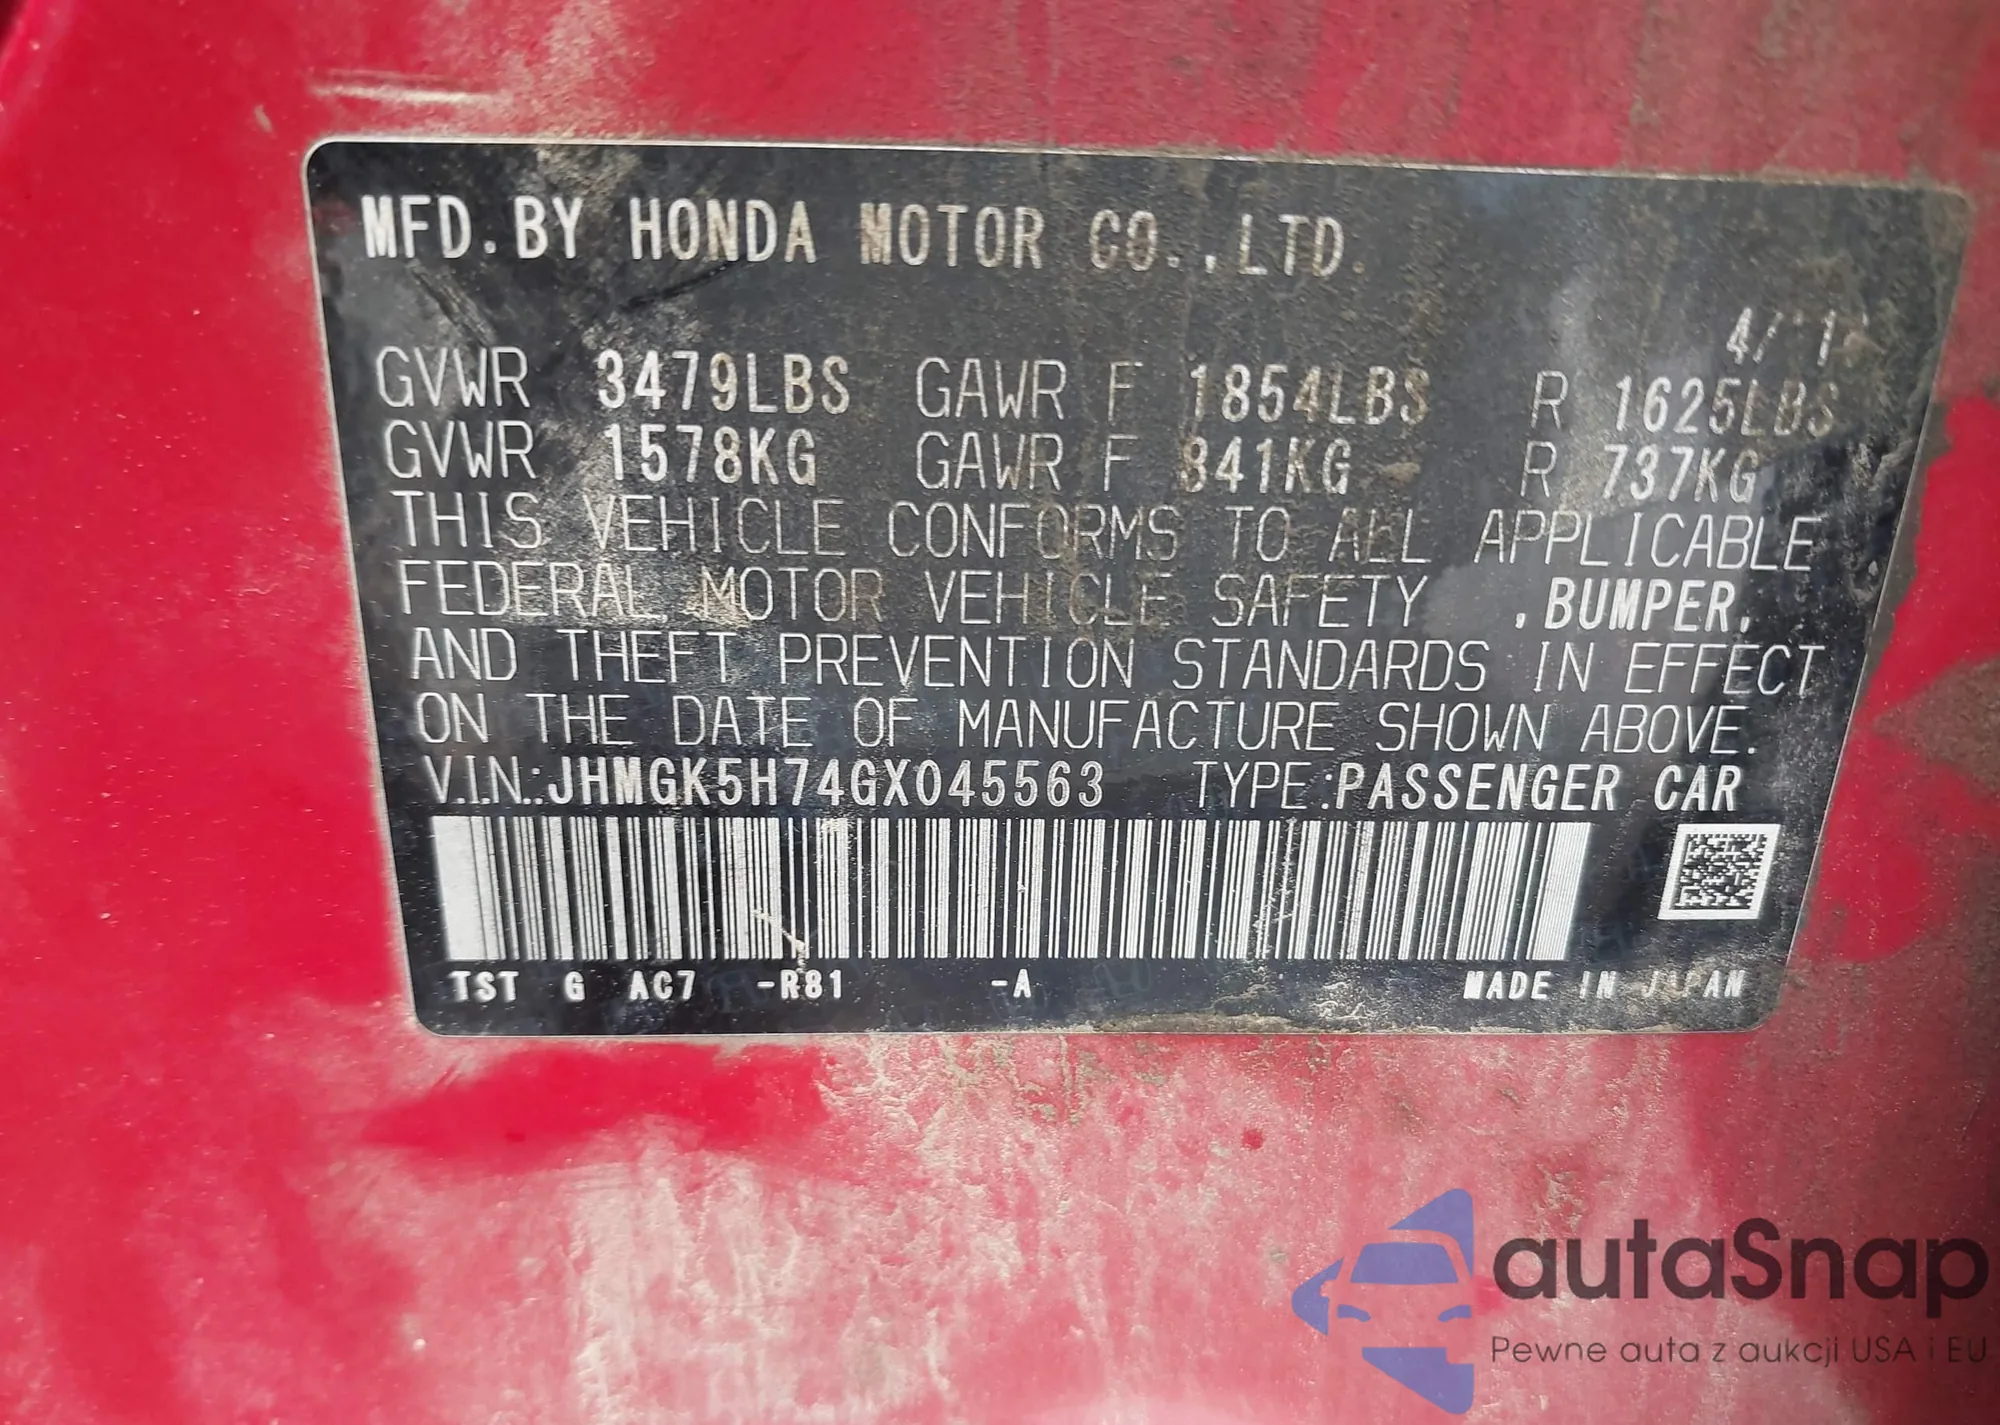 MFD. BY HONDA MOTOR CO., LTD.
GVWR 3479LBS GAWR F 1854LBS R 1625LBS
GVWR 1578KG GAWR F 841KG R 737KG
THIS VEHICLE CONFORMS TO ALL APPLICABLE
FEDERAL MOTOR VEHICLE SAFETY ,BUMPER,
AND THEFT PREVENTION STANDARDS IN EFFECT
ON THE DATE OF MANUFACTURE SHOWN ABOVE.
V.I.N.:JHMGK5H74GX045563 TYPE:PASSENGER CAR
TST G AC7 -R81 -A MADE IN JAPAN
autaSnap
Pewne auta z aukcji USA i EU